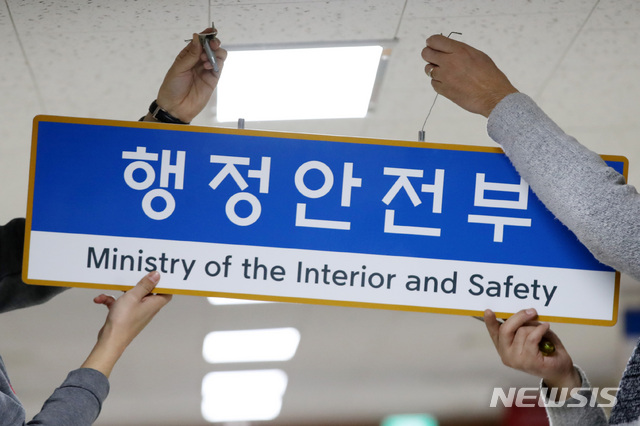 행정안전부
Ministry of the Interior and Safety
NEWSIS